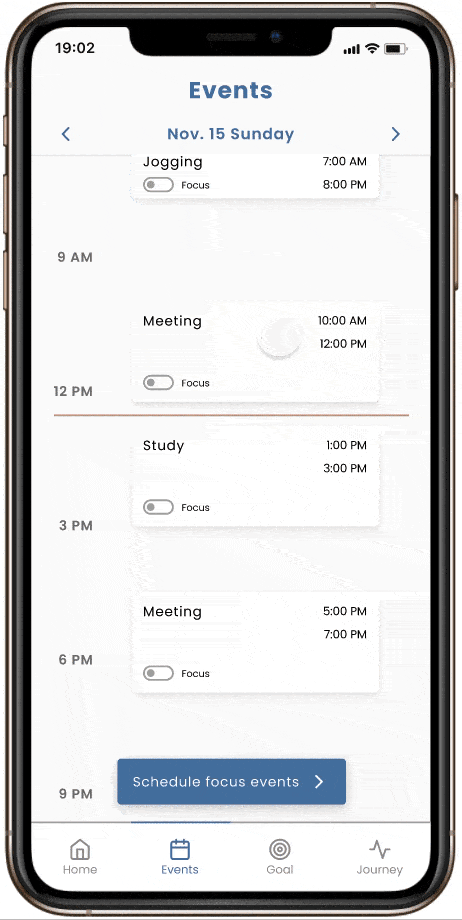 19:02
Events
Nov. 15 Sunday
Jogging 7:00 AM
Focus 8:00 PM
9 AM
Meeting 10:00 AM
12:00 PM
Focus
12 PM
Study 1:00 PM
3:00 PM
Focus
3 PM
Meeting 5:00 PM
7:00 PM
6 PM
Focus
Schedule focus events
9 PM
Home Events Goal Journey